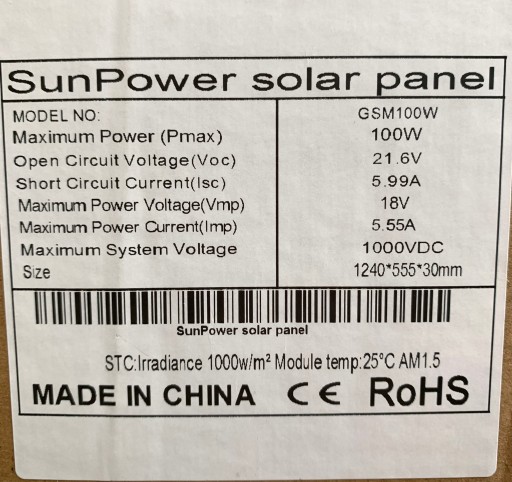 SunPower solar panel
MODEL NO: GSM100W
Maximum Power (Pmax) 100W
Open Circuit Voltage(Voc) 21.6V
Short Circuit Current(Isc) 5.99A
Maximum Power Voltage(Vmp) 18V
Maximum Power Current(Imp) 5.55A
Maximum System Voltage 1000VDC
Size 1240*555*30mm
SunPower solar panel
STC:Irradiance 1000w/m² Module temp:25°C AM1.5
MADE IN CHINA CE RoHS